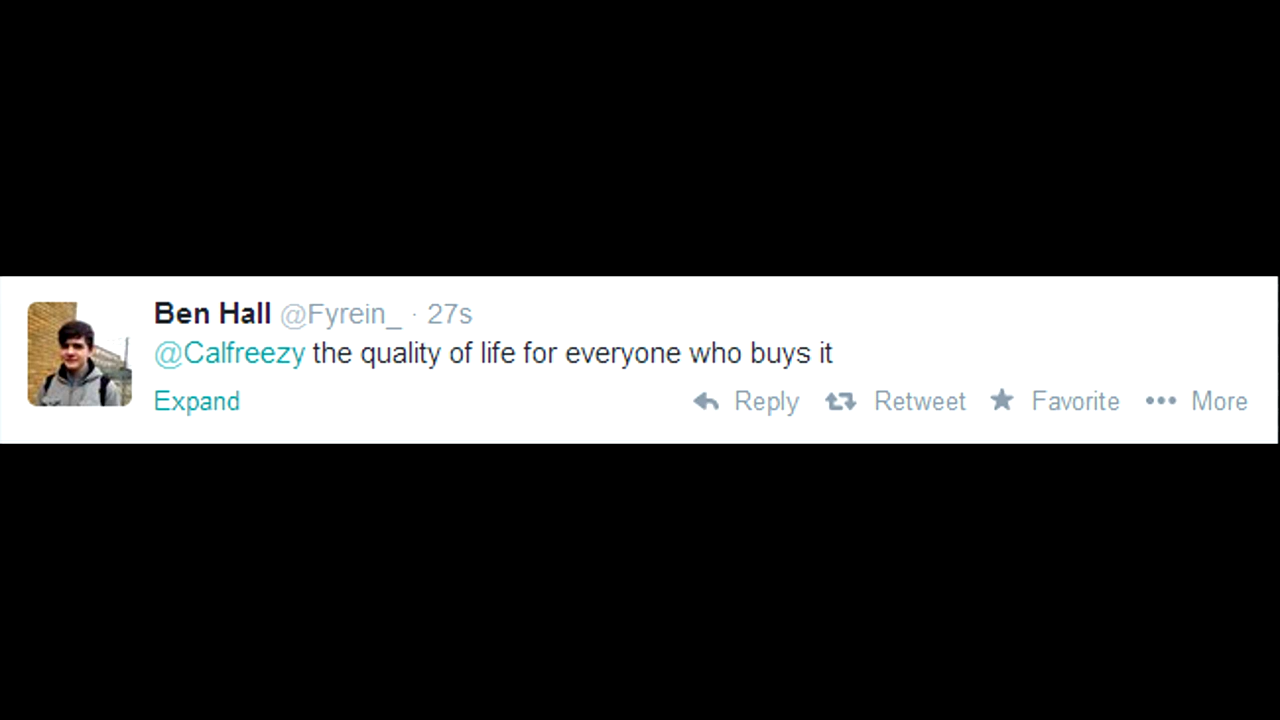 Ben Hall @Fyrein_ · 27s
@Calfreezy the quality of life for everyone who buys it
Expand Reply Retweet Favorite More